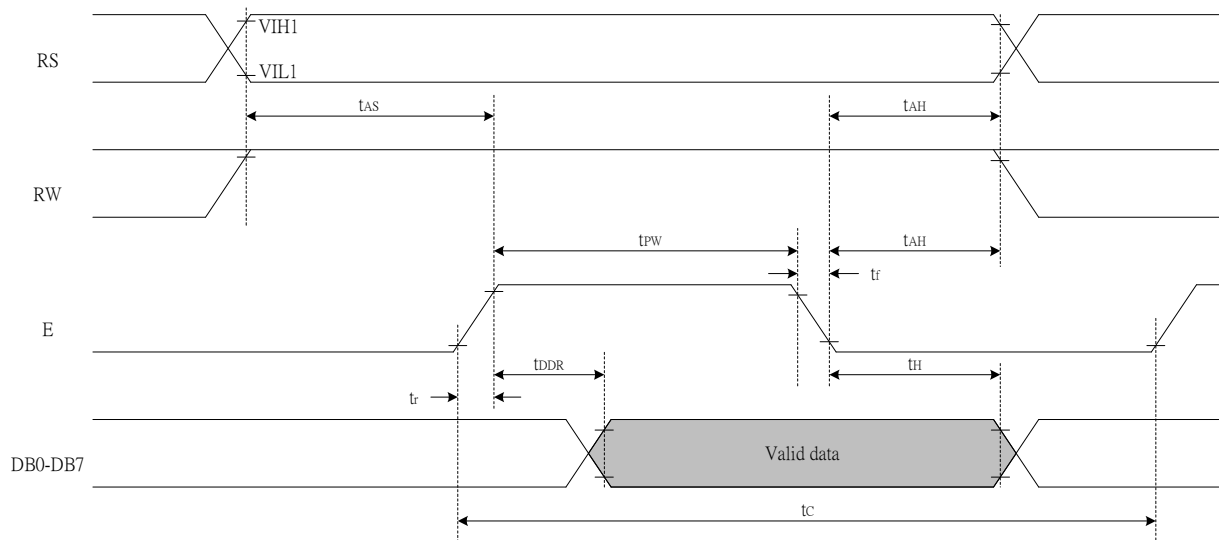 VIH1
RS
VIL1
tAS
tAH
RW
tPW
tAH
tf
E
tDDR
tH
tr
Valid data
DB0-DB7
tC